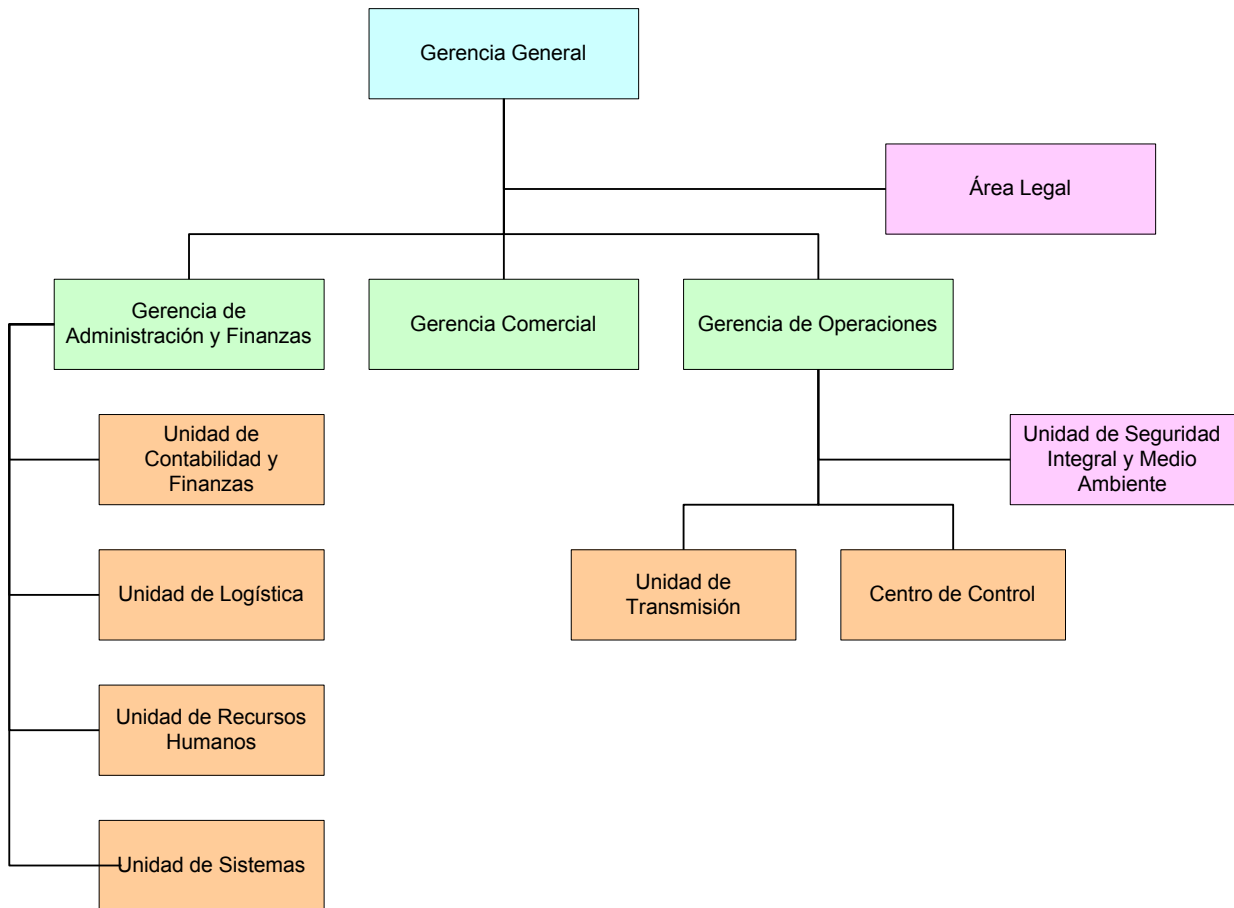 Gerencia General
Área Legal
Gerencia de
Administración y Finanzas
Gerencia Comercial
Gerencia de Operaciones
Unidad de
Contabilidad y
Finanzas
Unidad de Seguridad
Integral y Medio
Ambiente
Unidad de Logística
Unidad de
Transmisión
Centro de Control
Unidad de Recursos
Humanos
Unidad de Sistemas